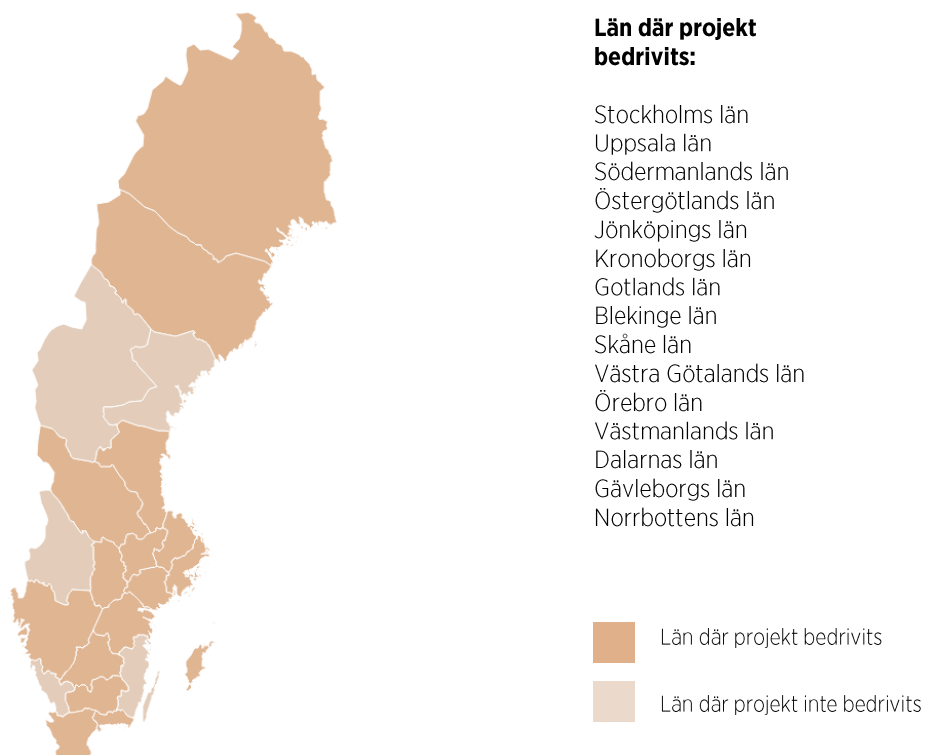 Län där projekt
bedrivits:
Stockholms län
Uppsala län
Södermanlands län
Östergötlands län
Jönköpings län
Kronoborgs län
Gotlands län
Blekinge län
Skåne län
Västra Götalands län
Örebro län
Västmanlands län
Dalarnas län
Gävleborgs län
Norrbottens län
Län där projekt bedrivits
Län där projekt inte bedrivits